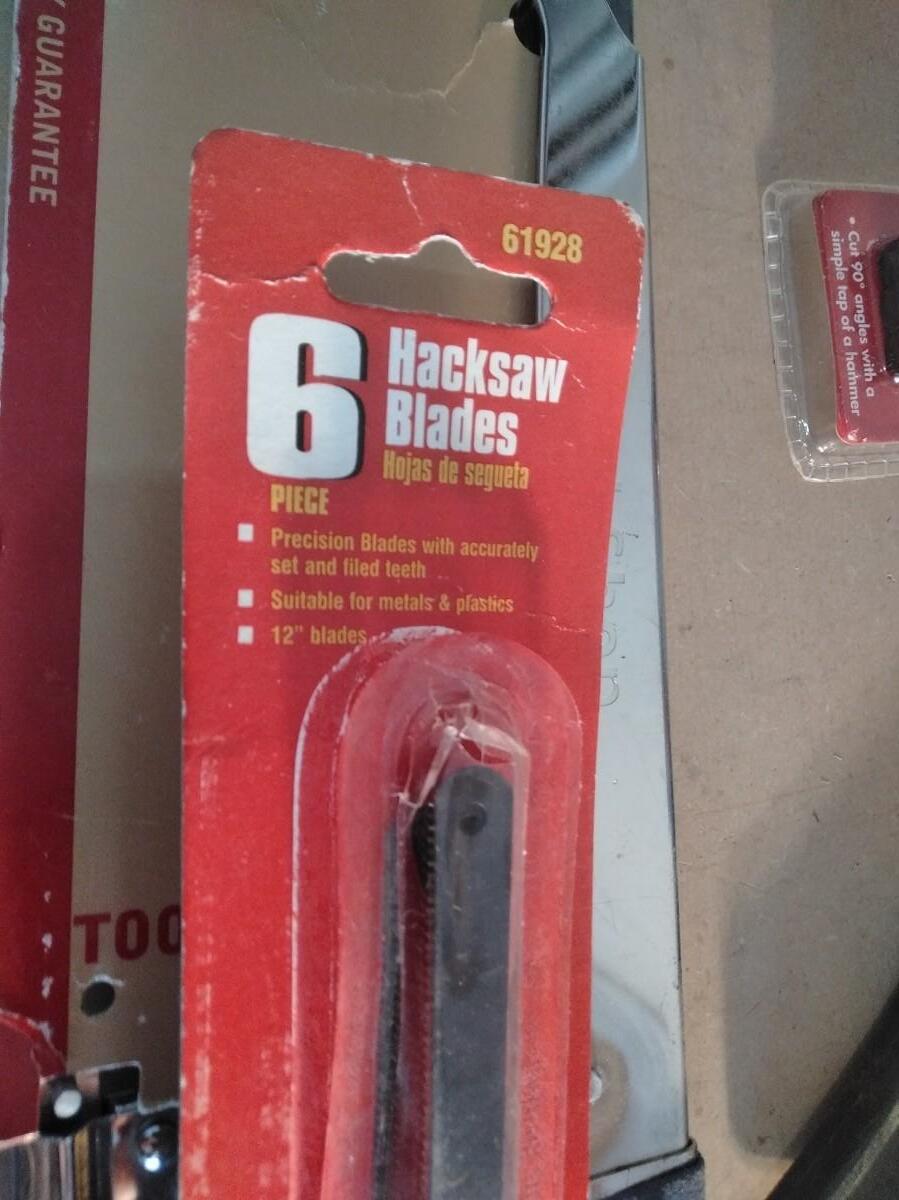 GUARANTEE
61928
6
Hacksaw
Blades
Hojas de segueta
PIECE
Precision Blades with accurately
set and filed teeth
Suitable for metals & plastics
12" blades
• Cut 90° angles with a
simple tap of a hammer
TOO